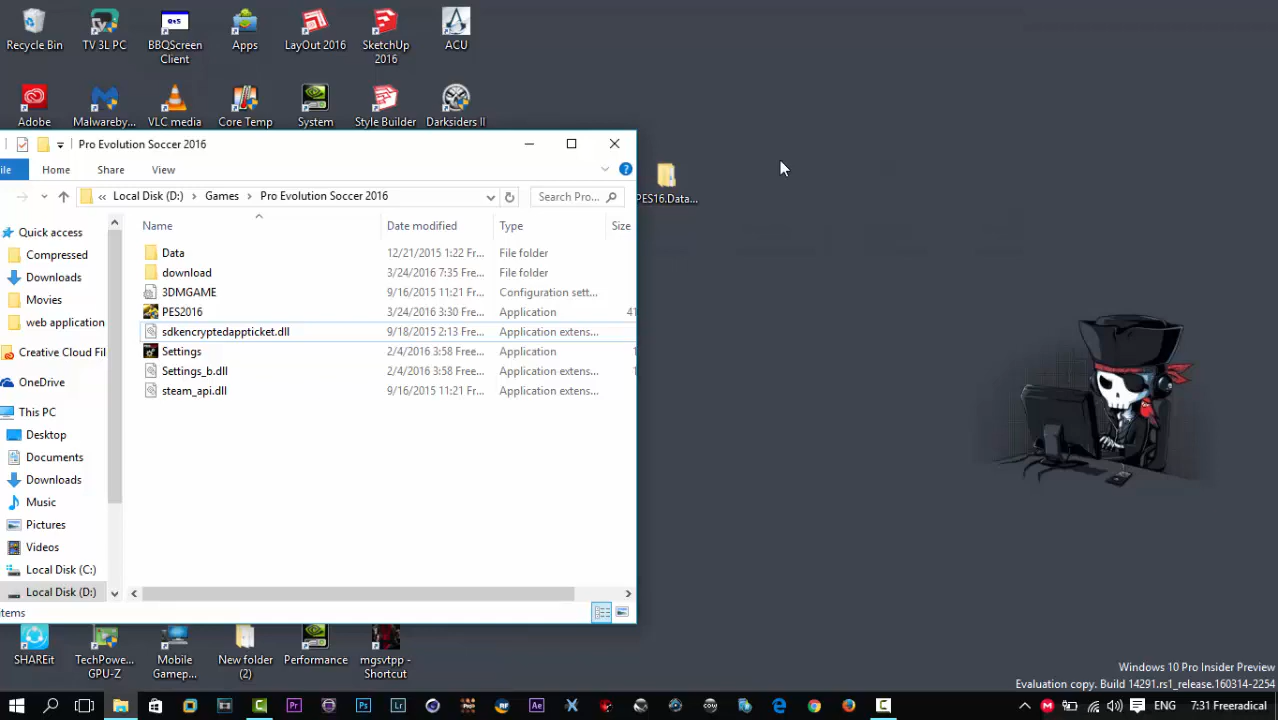 Recycle Bin
TV 3L PC
BBQScreen
Client
Apps
LayOut 2016
SketchUp
2016
ACU
Adobe
Malwareby...
VLC media
Core Temp
System
Style Builder
Darksiders II
Pro Evolution Soccer 2016
ile
Home
Share
View
Local Disk (D:)
Games
Pro Evolution Soccer 2016
Search Pro...
PES16.Data...
Name
Date modified
Type
Size
Quick access
Compressed
Downloads
Movies
web application
Creative Cloud Fil
OneDrive
This PC
Desktop
Documents
Downloads
Music
Pictures
Videos
Local Disk (C:)
Local Disk (D:)
Data 12/21/2015 1:22 Fr... File folder
download 3/24/2016 7:35 Free... File folder
3DMGAME 9/16/2015 11:21 Fr... Configuration sett...
PES2016 3/24/2016 3:30 Free... Application 41
sdkencryptedappticket.dll 9/18/2015 2:13 Free... Application extens...
Settings 2/4/2016 3:58 Free... Application 1
Settings_b.dll 2/4/2016 3:58 Free... Application extens... 1
steam_api.dll 9/16/2015 11:21 Fr... Application extens...
items
SHAREit
TechPowe...
GPU-Z
Mobile
Gamep...
New folder
(2)
Performance
mgsvtpp -
Shortcut
Windows 10 Pro Insider Preview
Evaluation copy. Build 14291.rs1_release.160314-2254
ENG
7:31 Freeradical